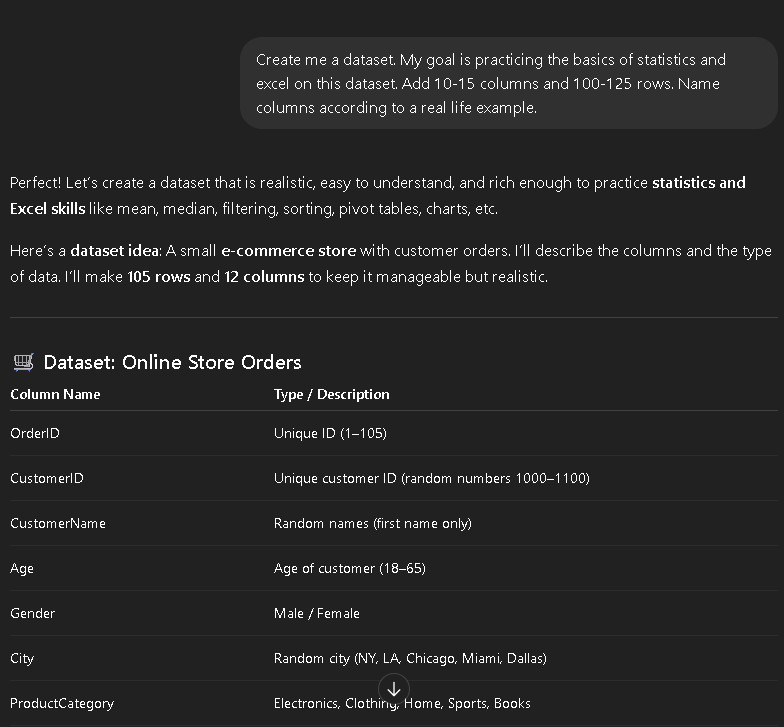 Create me a dataset. My goal is practicing the basics of statistics and
excel on this dataset. Add 10-15 columns and 100-125 rows. Name
columns according to a real life example.
Perfect! Let's create a dataset that is realistic, easy to understand, and rich enough to practice statistics and
Excel skills like mean, median, filtering, sorting, pivot tables, charts, etc.
Here's a dataset idea: A small e-commerce store with customer orders. I'll describe the columns and the type
of data. I'll make 105 rows and 12 columns to keep it manageable but realistic.
Dataset: Online Store Orders
Column Name Type / Description
OrderID Unique ID (1–105)
CustomerID Unique customer ID (random numbers 1000–1100)
CustomerName Random names (first name only)
Age Age of customer (18–65)
Gender Male / Female
City Random city (NY, LA, Chicago, Miami, Dallas)
ProductCategory Electronics, Clothing, Home, Sports, Books